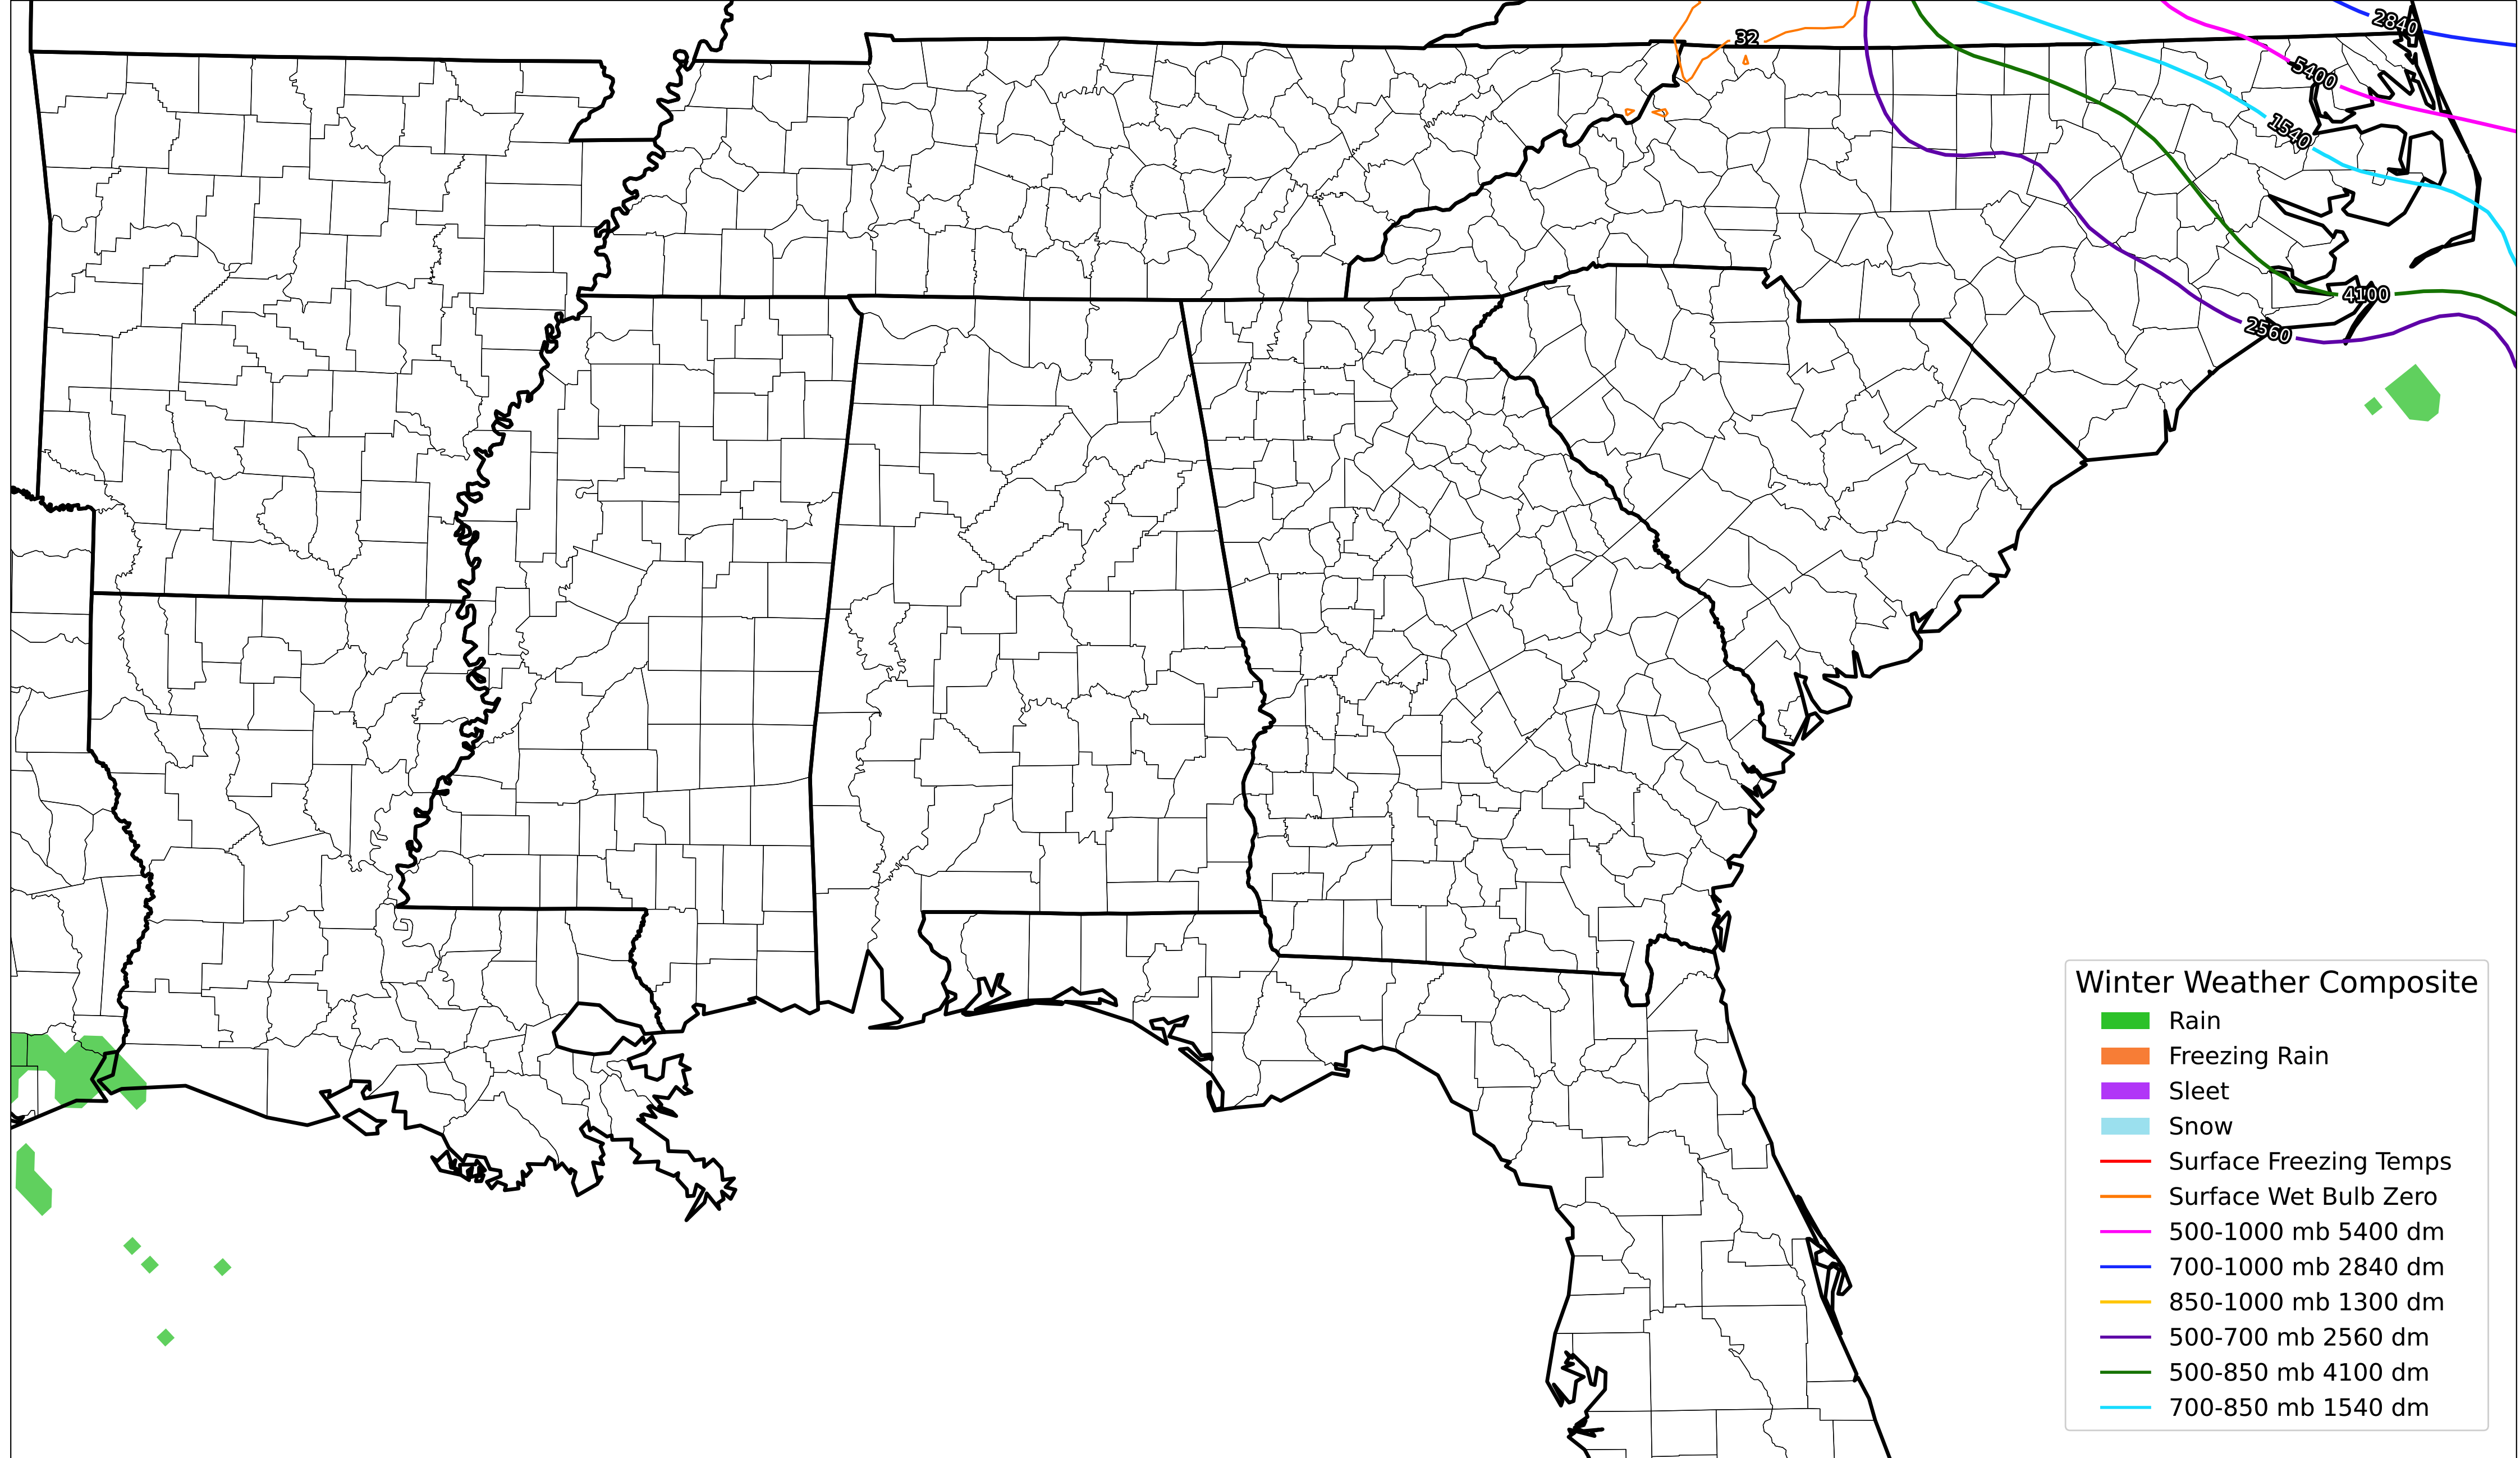 2840
32
5400
1540
4100
2560
Winter Weather Composite
Rain
Freezing Rain
Sleet
Snow
Surface Freezing Temps
Surface Wet Bulb Zero
500-1000 mb 5400 dm
700-1000 mb 2840 dm
850-1000 mb 1300 dm
500-700 mb 2560 dm
500-850 mb 4100 dm
700-850 mb 1540 dm